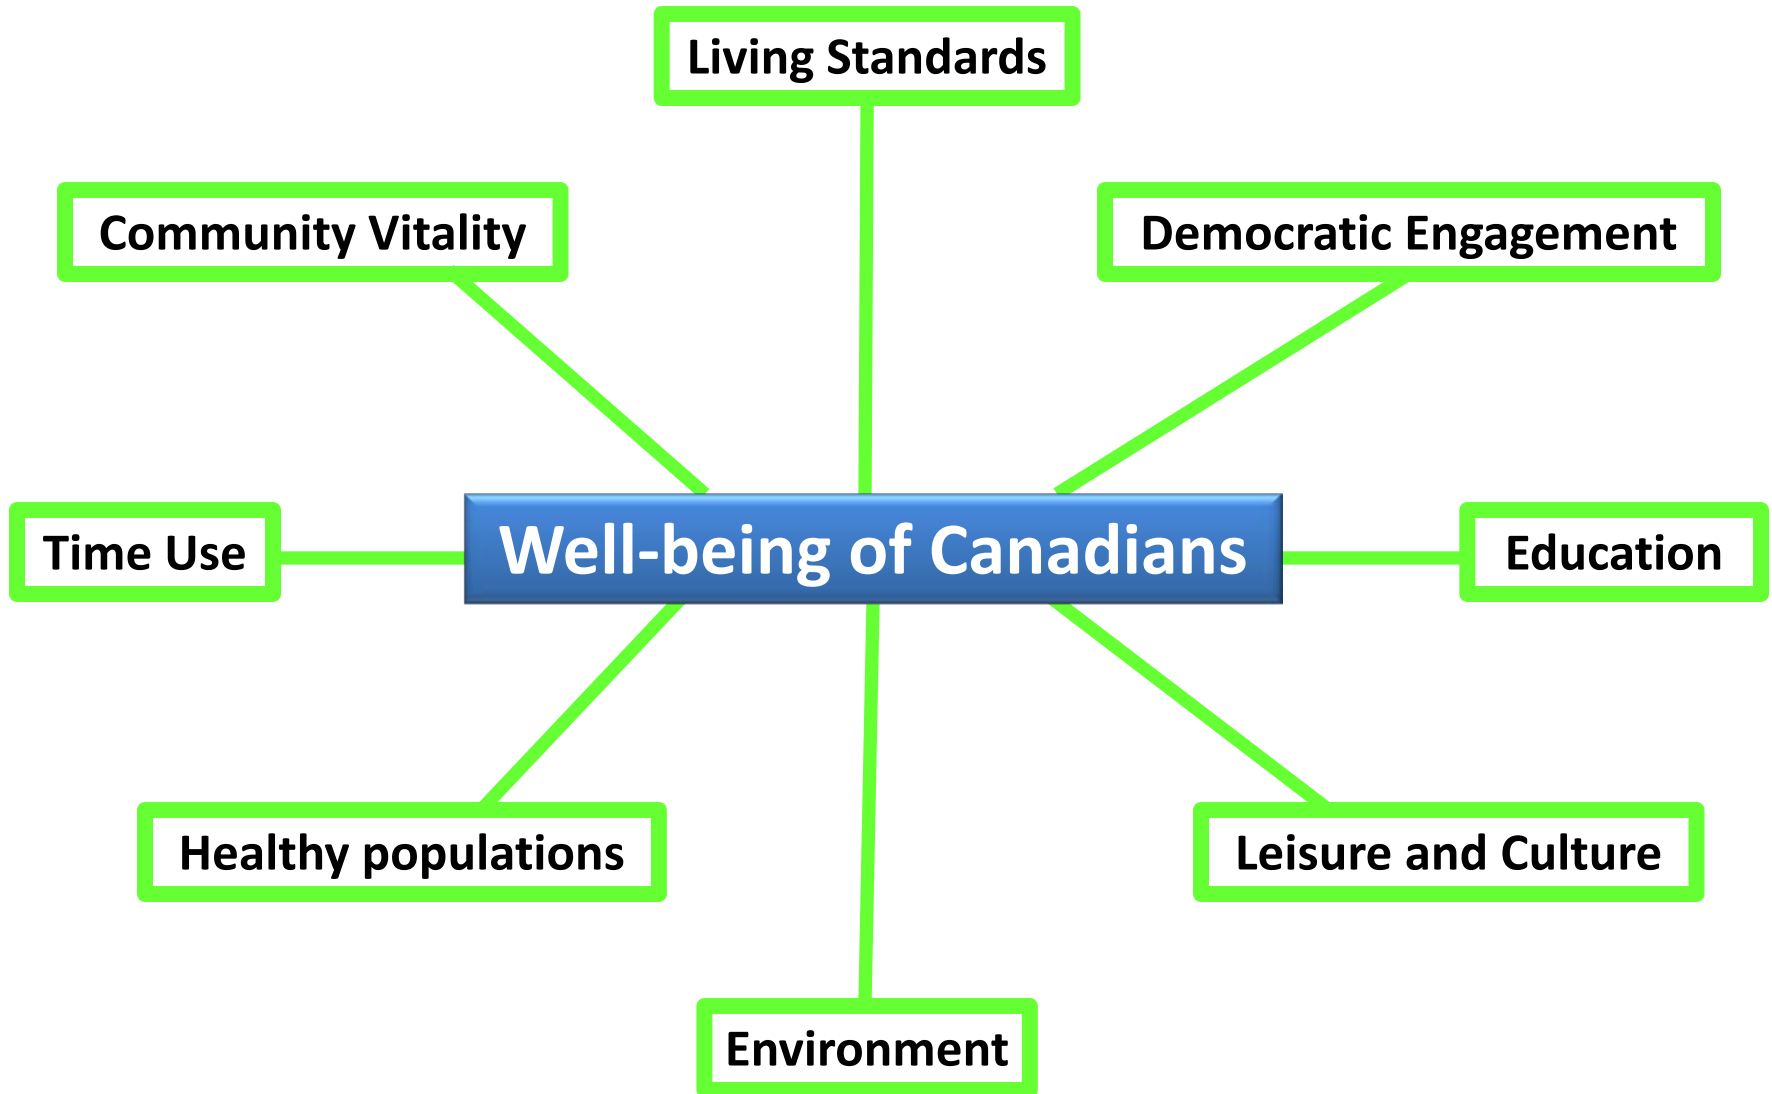 Living Standards
Community Vitality
Democratic Engagement
Time Use
Well-being of Canadians
Education
Healthy populations
Leisure and Culture
Environment